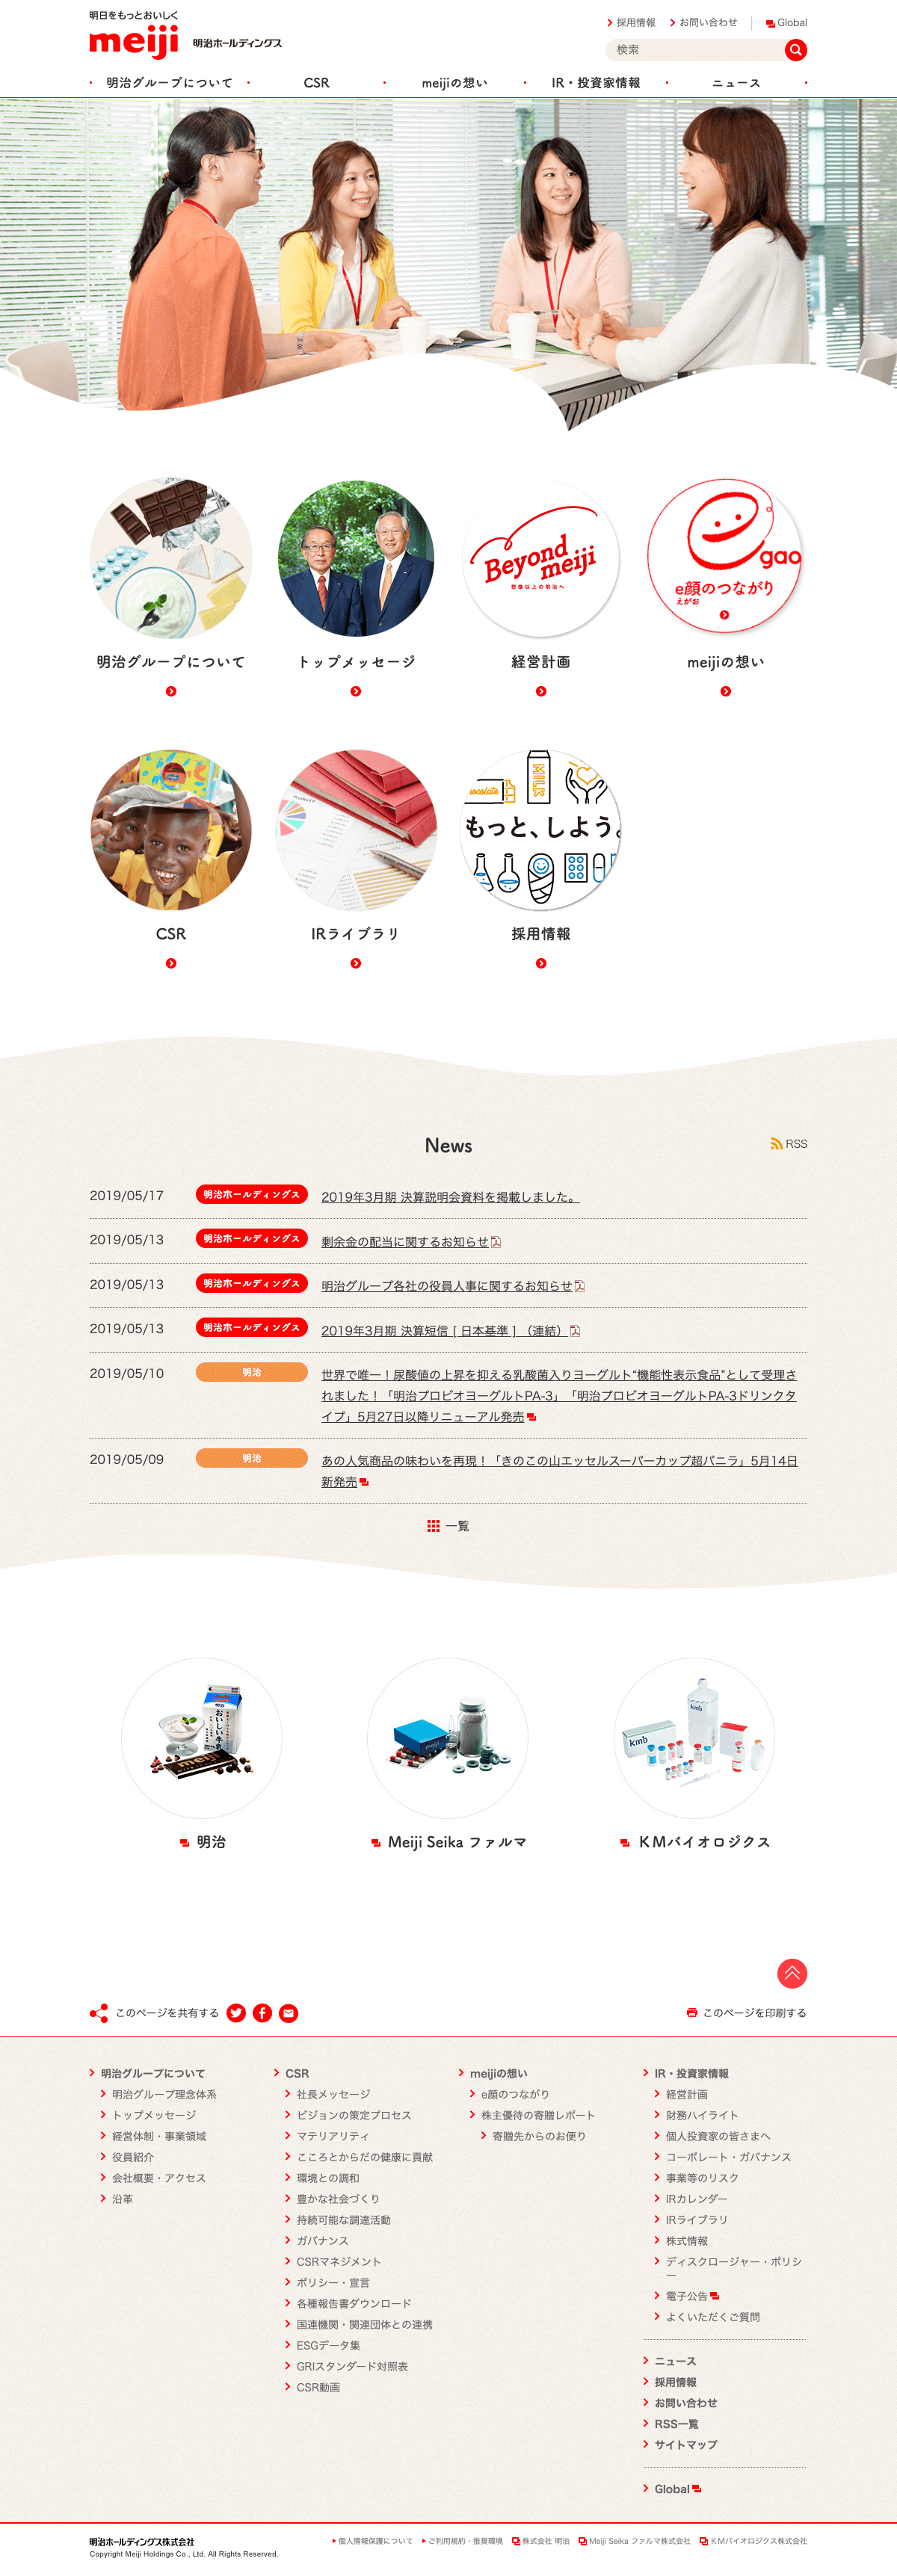 明日をもっとおいしく
meiji 明治ホールディングス
採用情報 お問い合わせ Global
検索
明治グループについて CSR meijiの想い IR・投資家情報 ニュース
Beyond meiji
想像以上の明治へ
gao
e顔のつながり
えがお
明治グループについて トップメッセージ 経営計画 meijiの想い
ocolate MILK
もっと、しよう。
CSR IRライブラリ 採用情報
News
RSS
2019/05/17 明治ホールディングス 2019年3月期 決算説明会資料を掲載しました。
2019/05/13 明治ホールディングス 剰余金の配当に関するお知らせ
2019/05/13 明治ホールディングス 明治グループ各社の役員人事に関するお知らせ
2019/05/13 明治ホールディングス 2019年3月期 決算短信 [ 日本基準 ] （連結）
2019/05/10 明治 世界で唯一！尿酸値の上昇を抑える乳酸菌入りヨーグルト“機能性表示食品”として受理さ
れました！「明治プロビオヨーグルトPA-3」「明治プロビオヨーグルトPA-3ドリンクタ
イプ」5月27日以降リニューアル発売
2019/05/09 明治 あの人気商品の味わいを再現！「きのこの山エッセルスーパーカップ超バニラ」5月14日
新発売
一覧
明治 おいしい牛乳
meiji
kmb
kmb
明治 Meiji Seika ファルマ ＫＭバイオロジクス
このページを共有する
このページを印刷する
明治グループについて
明治グループ理念体系
トップメッセージ
経営体制・事業領域
役員紹介
会社概要・アクセス
沿革
CSR
社長メッセージ
ビジョンの策定プロセス
マテリアリティ
こころとからだの健康に貢献
環境との調和
豊かな社会づくり
持続可能な調達活動
ガバナンス
CSRマネジメント
ポリシー・宣言
各種報告書ダウンロード
国連機関・関連団体との連携
ESGデータ集
GRIスタンダード対照表
CSR動画
meijiの想い
e顔のつながり
株主優待の寄贈レポート
寄贈先からのお便り
IR・投資家情報
経営計画
財務ハイライト
個人投資家の皆さまへ
コーポレート・ガバナンス
事業等のリスク
IRカレンダー
IRライブラリ
株式情報
ディスクロージャー・ポリシ
ー
電子公告
よくいただくご質問
ニュース
採用情報
お問い合わせ
RSS一覧
サイトマップ
Global
明治ホールディングス株式会社
Copyright Meiji Holdings Co., Ltd. All Rights Reserved.
個人情報保護について ご利用規約・推奨環境 株式会社 明治 Meiji Seika ファルマ株式会社 ＫＭバイオロジクス株式会社